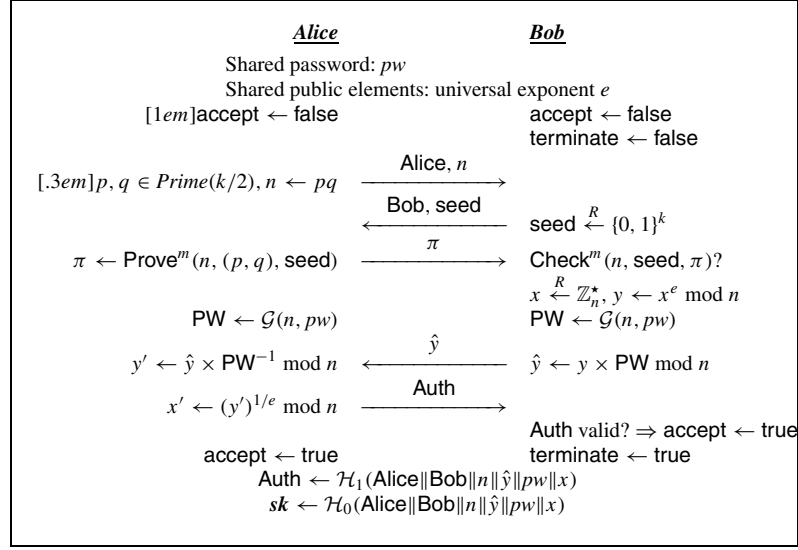 Alice Bob
Shared password: pw
Shared public elements: universal exponent e
[1em]accept ← false accept ← false
terminate ← false
Alice, n
[.3em]p, q ∈ Prime(k/2), n ← pq
Bob, seed
seed ←R {0, 1}^k
π
π ← Prove^m(n, (p, q), seed) Check^m(n, seed, π)?
x ←R ℤ_n^⋆, y ← x^e mod n
PW ← 𝒢(n, pw) PW ← 𝒢(n, pw)
ŷ
y′ ← ŷ × PW^−1 mod n ŷ ← y × PW mod n
Auth
x′ ← (y′)^1/e mod n
Auth valid? ⇒ accept ← true
accept ← true terminate ← true
Auth ← ℋ_1(Alice‖Bob‖n‖ŷ‖pw‖x)
sk ← ℋ_0(Alice‖Bob‖n‖ŷ‖pw‖x)